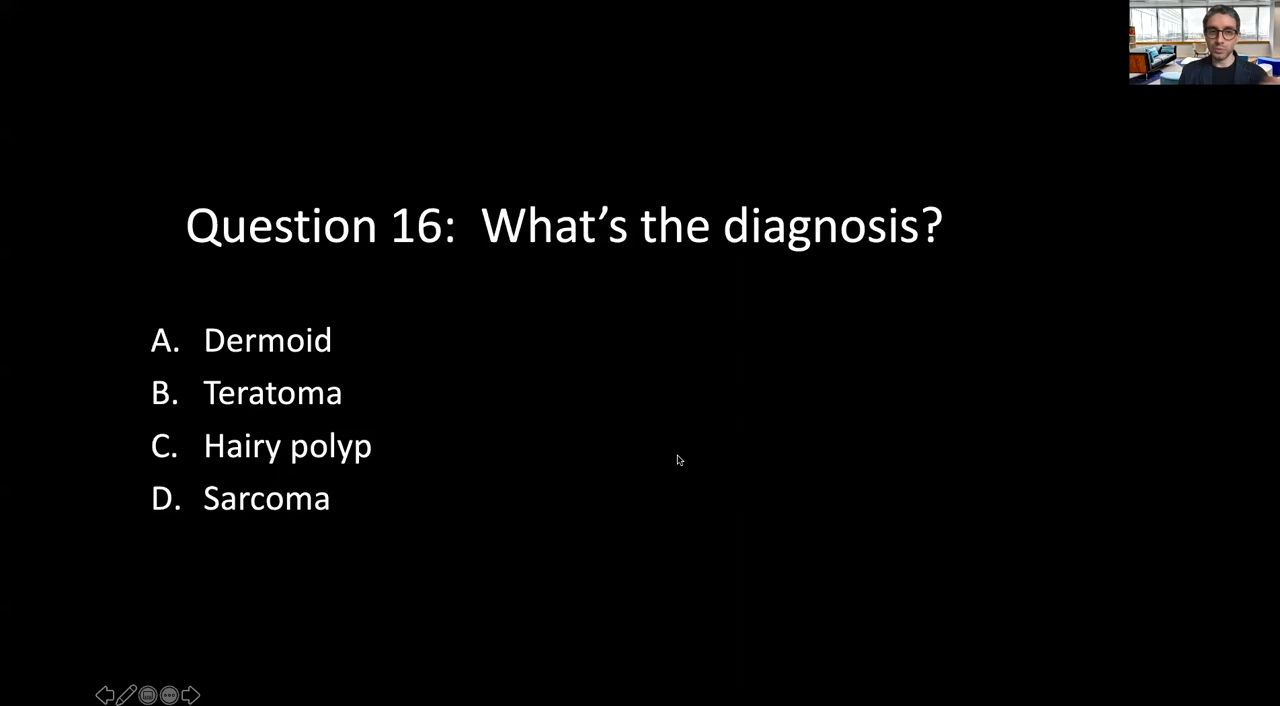 Question 16: What's the diagnosis?
A. Dermoid
B. Teratoma
C. Hairy polyp
D. Sarcoma